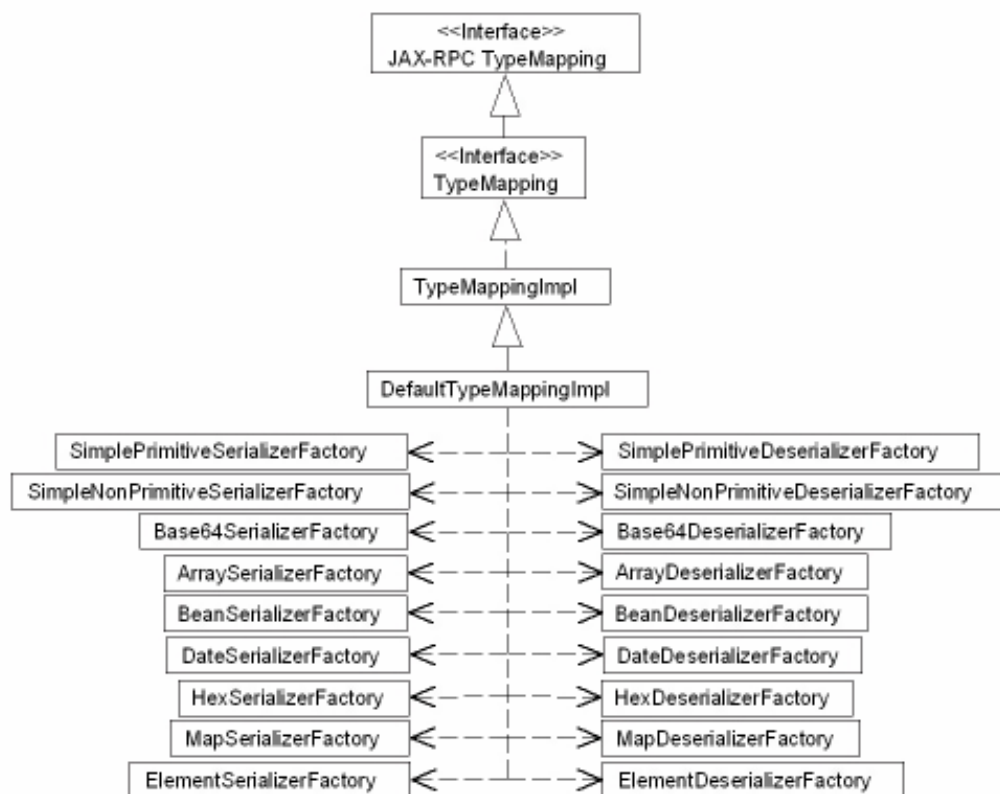 <<Interface>>
JAX-RPC TypeMapping
<<Interface>>
TypeMapping
TypeMappingImpl
DefaultTypeMappingImpl
SimplePrimitiveSerializerFactory
SimplePrimitiveDeserializerFactory
SimpleNonPrimitiveSerializerFactory
SimpleNonPrimitiveDeserializerFactory
Base64SerializerFactory
Base64DeserializerFactory
ArraySerializerFactory
ArrayDeserializerFactory
BeanSerializerFactory
BeanDeserializerFactory
DateSerializerFactory
DateDeserializerFactory
HexSerializerFactory
HexDeserializerFactory
MapSerializerFactory
MapDeserializerFactory
ElementSerializerFactory
ElementDeserializerFactory